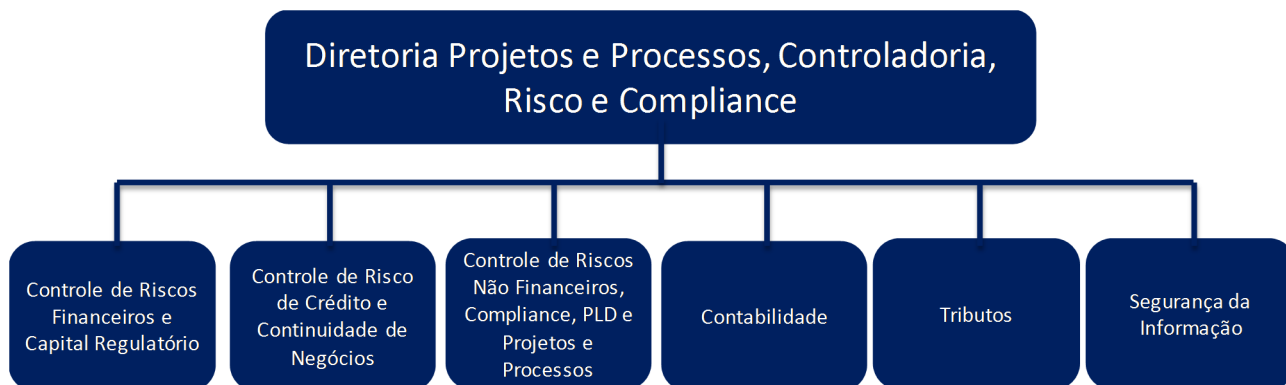 Diretoria Projetos e Processos, Controladoria,
Risco e Compliance
Controle de Riscos
Financeiros e
Capital Regulatório
Controle de Risco
de Crédito e
Continuidade de
Negócios
Controle de Riscos
Não Financeiros,
Compliance, PLD e
Projetos e
Processos
Contabilidade
Tributos
Segurança da
Informação